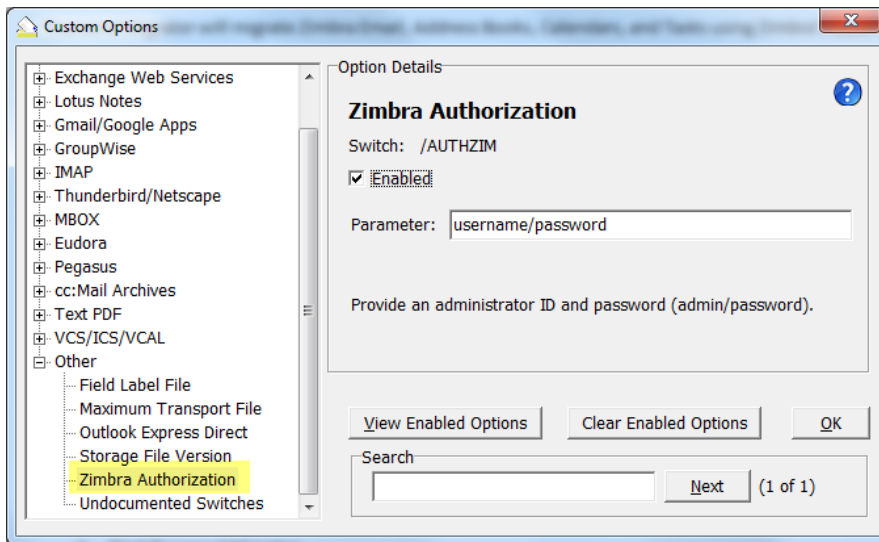 Custom Options
Exchange Web Services
Lotus Notes
Gmail/Google Apps
GroupWise
IMAP
Thunderbird/Netscape
MBOX
Eudora
Pegasus
cc:Mail Archives
Text PDF
VCS/ICS/VCAL
Other
Field Label File
Maximum Transport File
Outlook Express Direct
Storage File Version
Zimbra Authorization
Undocumented Switches
Option Details
Zimbra Authorization
Switch: /AUTHZIM
Enabled
Parameter: username/password
Provide an administrator ID and password (admin/password).
View Enabled Options Clear Enabled Options OK
Search
Next (1 of 1)